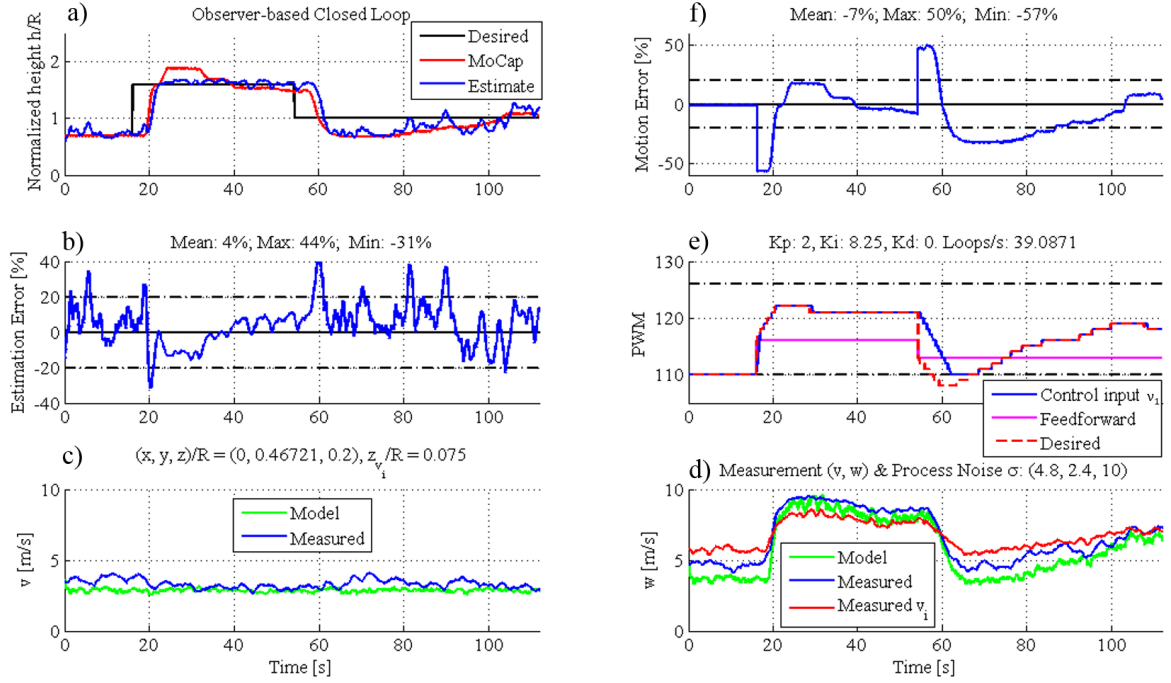 a)
Observer-based Closed Loop
Normalized height h/R
2
1
0
Desired
MoCap
Estimate
0 20 40 60 80 100
b)
Mean: 4%; Max: 44%; Min: -31%
Estimation Error [%]
40
20
0
-20
-40
0 20 40 60 80 100
c)
(x, y, z)/R = (0, 0.46721, 0.2), z_{v_i}/R = 0.075
v [m/s]
10
5
0
Model
Measured
0 20 40 60 80 100
Time [s]
f)
Mean: -7%; Max: 50%; Min: -57%
Motion Error [%]
50
0
-50
0 20 40 60 80 100
e)
Kp: 2, Ki: 8.25, Kd: 0. Loops/s: 39.0871
PWM
130
120
110
0 20 40 60
Control input ν_i
Feedforward
Desired
d)
Measurement (v, w) & Process Noise σ: (4.8, 2.4, 10)
w [m/s]
10
5
0
Model
Measured
Measured v_i
0 20 40 60 80 100
Time [s]